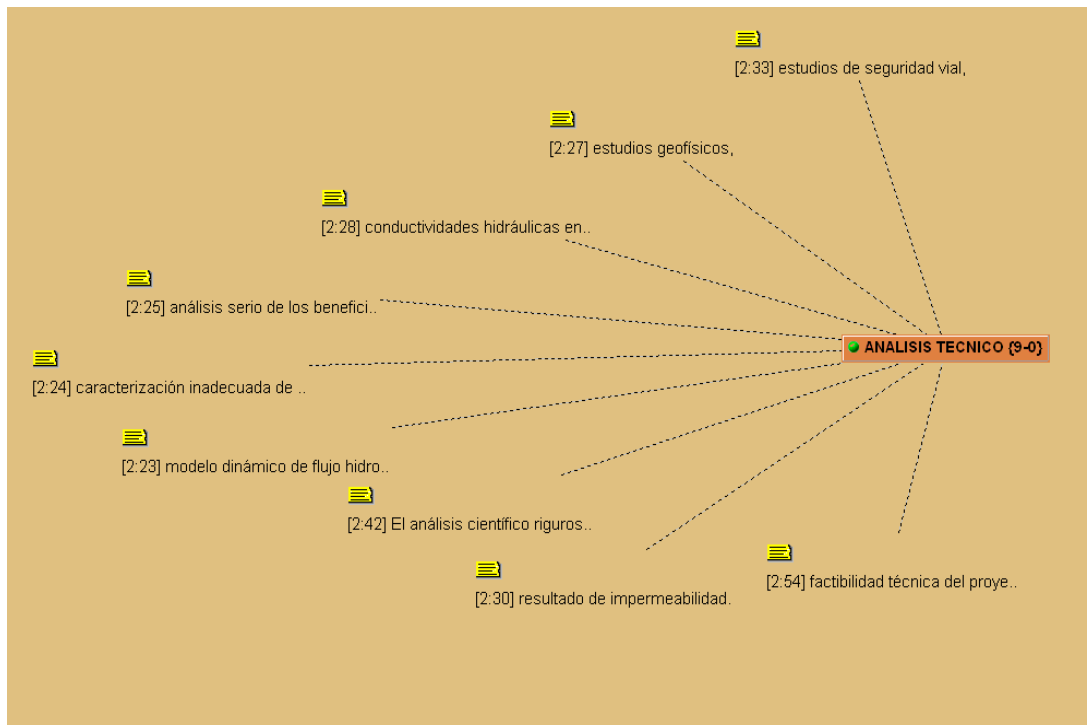 [2:33] estudios de seguridad vial,
[2:27] estudios geofísicos,
[2:28] conductividades hidráulicas en..
[2:25] análisis serio de los benefici..
ANALISIS TECNICO {9-0}
[2:24] caracterización inadecuada de ..
[2:23] modelo dinámico de flujo hidro..
[2:42] El análisis científico riguros..
[2:54] factibilidad técnica del proye..
[2:30] resultado de impermeabilidad.